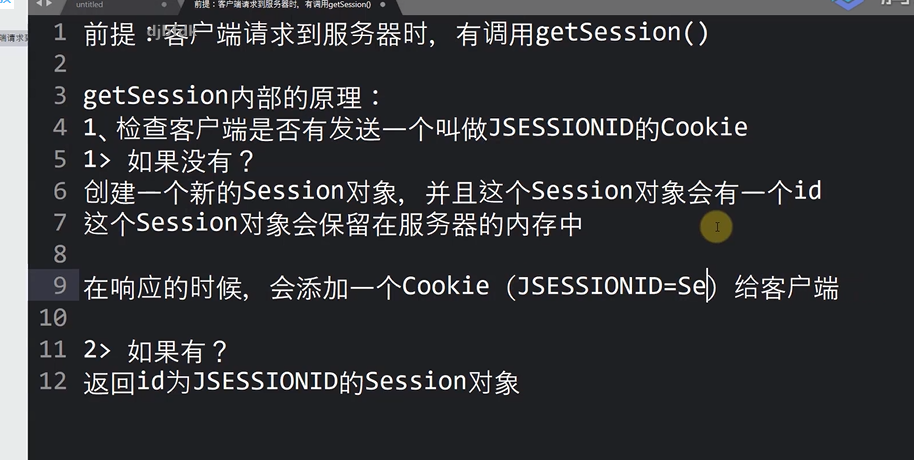 untitled
前提：客户端请求到服务器时，有调用getSession()
1 前提：客户端请求到服务器时，有调用getSession()
2
3 getSession内部的原理：
4 1、检查客户端是否有发送一个叫做JSESSIONID的Cookie
5 1> 如果没有？
6 创建一个新的Session对象，并且这个Session对象会有一个id
7 这个Session对象会保留在服务器的内存中
8
9 在响应的时候，会添加一个Cookie（JSESSIONID=Se）给客户端
10
11 2> 如果有？
12 返回id为JSESSIONID的Session对象